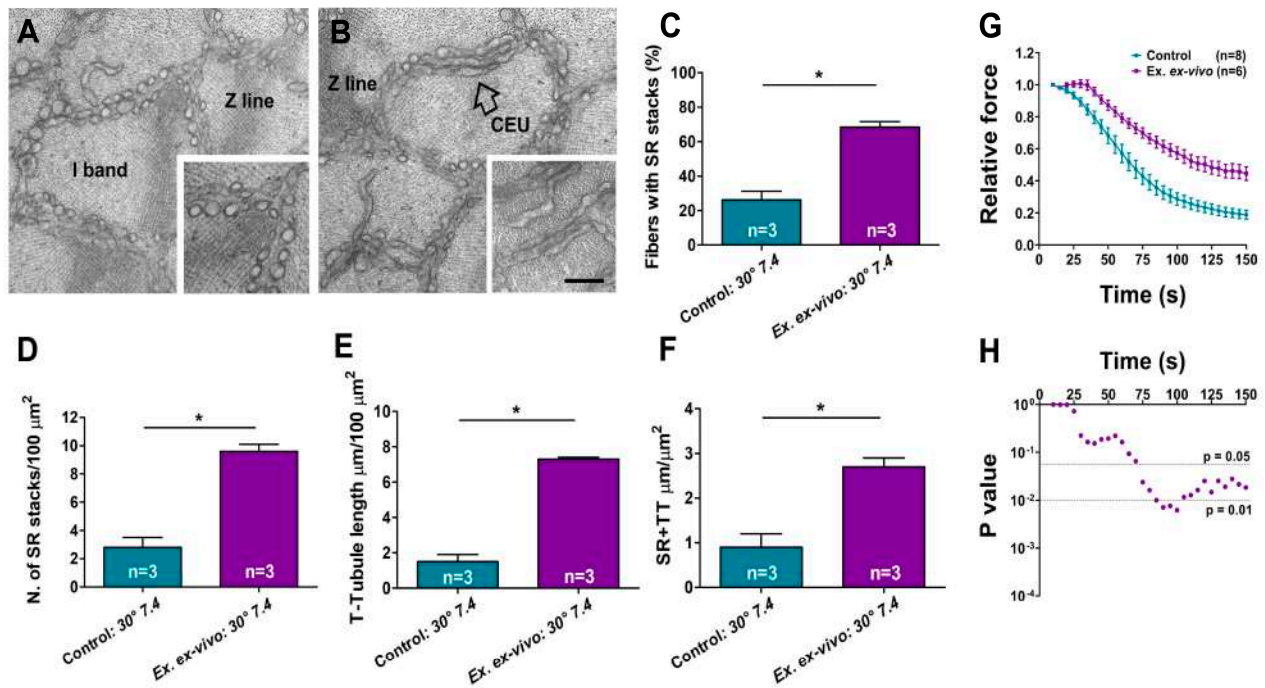 A
Z line
I band
B
Z line
CEU
C
Fibers with SR stacks (%)
100
80
60
40
20
0
*
n=3
n=3
Control: 30° 7.4
Ex. ex-vivo: 30° 7.4
G
Relative force
1.2
1.0
0.8
0.6
0.4
0.2
0.0
Control (n=8)
Ex. ex-vivo (n=6)
0 25 50 75 100 125 150
Time (s)
D
N. of SR stacks/100 μm²
12
10
8
6
4
2
0
*
n=3
n=3
Control: 30° 7.4
Ex. ex-vivo: 30° 7.4
E
T-Tubule length μm/100 μm²
10
8
6
4
2
0
*
n=3
n=3
Control: 30° 7.4
Ex. ex-vivo: 30° 7.4
F
SR+TT μm/μm²
4
3
2
1
0
*
n=3
n=3
Control: 30° 7.4
Ex. ex-vivo: 30° 7.4
H
Time (s)
0 25 50 75 100 125 150
P value
10⁰
10⁻¹
10⁻²
10⁻³
10⁻⁴
p = 0.05
p = 0.01